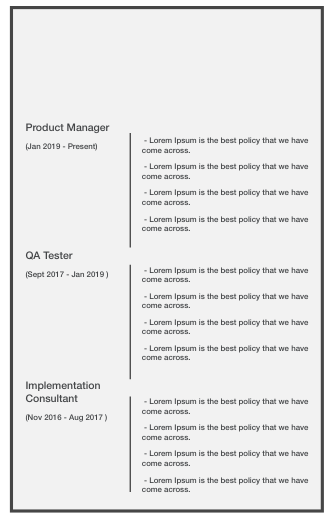 Product Manager
(Jan 2019 - Present)
- Lorem Ipsum is the best policy that we have
come across.
- Lorem Ipsum is the best policy that we have
come across.
- Lorem Ipsum is the best policy that we have
come across.
- Lorem Ipsum is the best policy that we have
come across.
QA Tester
(Sept 2017 - Jan 2019 )
- Lorem Ipsum is the best policy that we have
come across.
- Lorem Ipsum is the best policy that we have
come across.
- Lorem Ipsum is the best policy that we have
come across.
- Lorem Ipsum is the best policy that we have
come across.
Implementation
Consultant
(Nov 2016 - Aug 2017 )
- Lorem Ipsum is the best policy that we have
come across.
- Lorem Ipsum is the best policy that we have
come across.
- Lorem Ipsum is the best policy that we have
come across.
- Lorem Ipsum is the best policy that we have
come across.